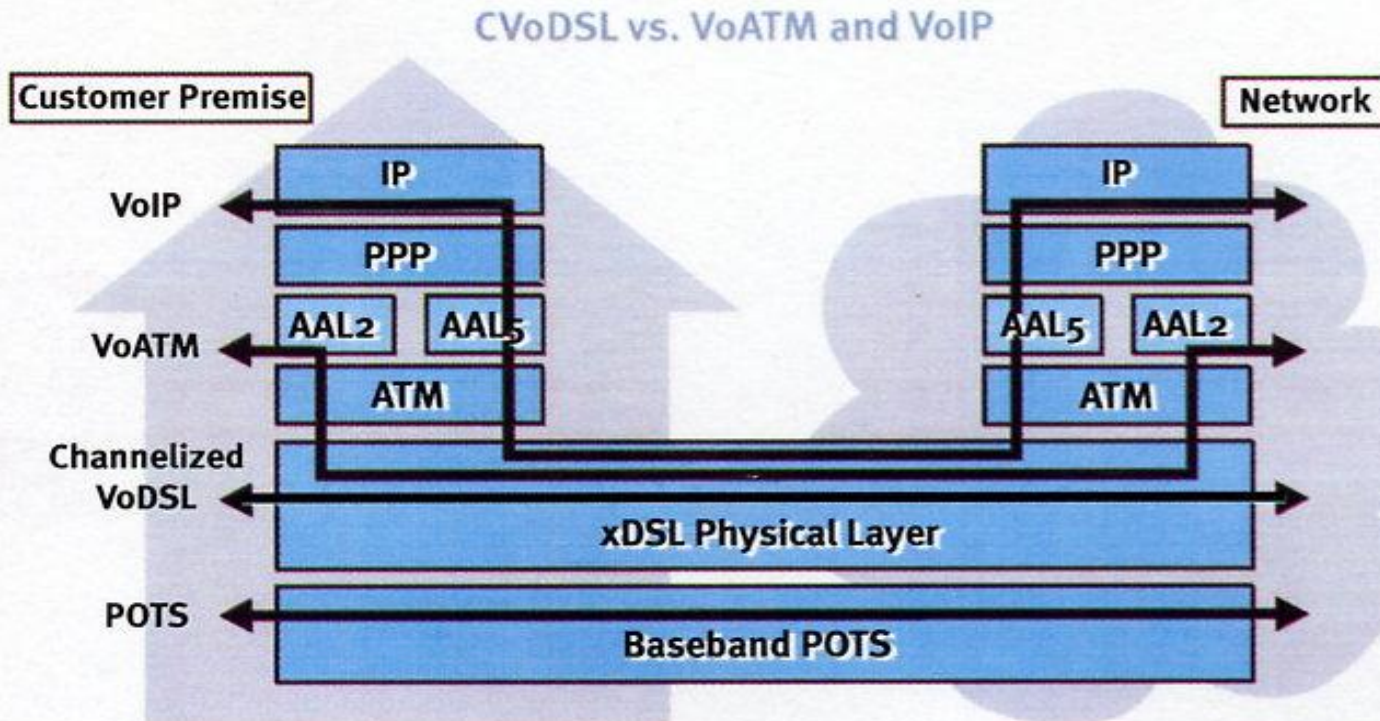 CVoDSL vs. VoATM and VoIP
Customer Premise
Network
IP
IP
VoIP
PPP
PPP
AAL2
AAL5
AAL5
AAL2
VoATM
ATM
ATM
Channelized
VoDSL
xDSL Physical Layer
POTS
Baseband POTS